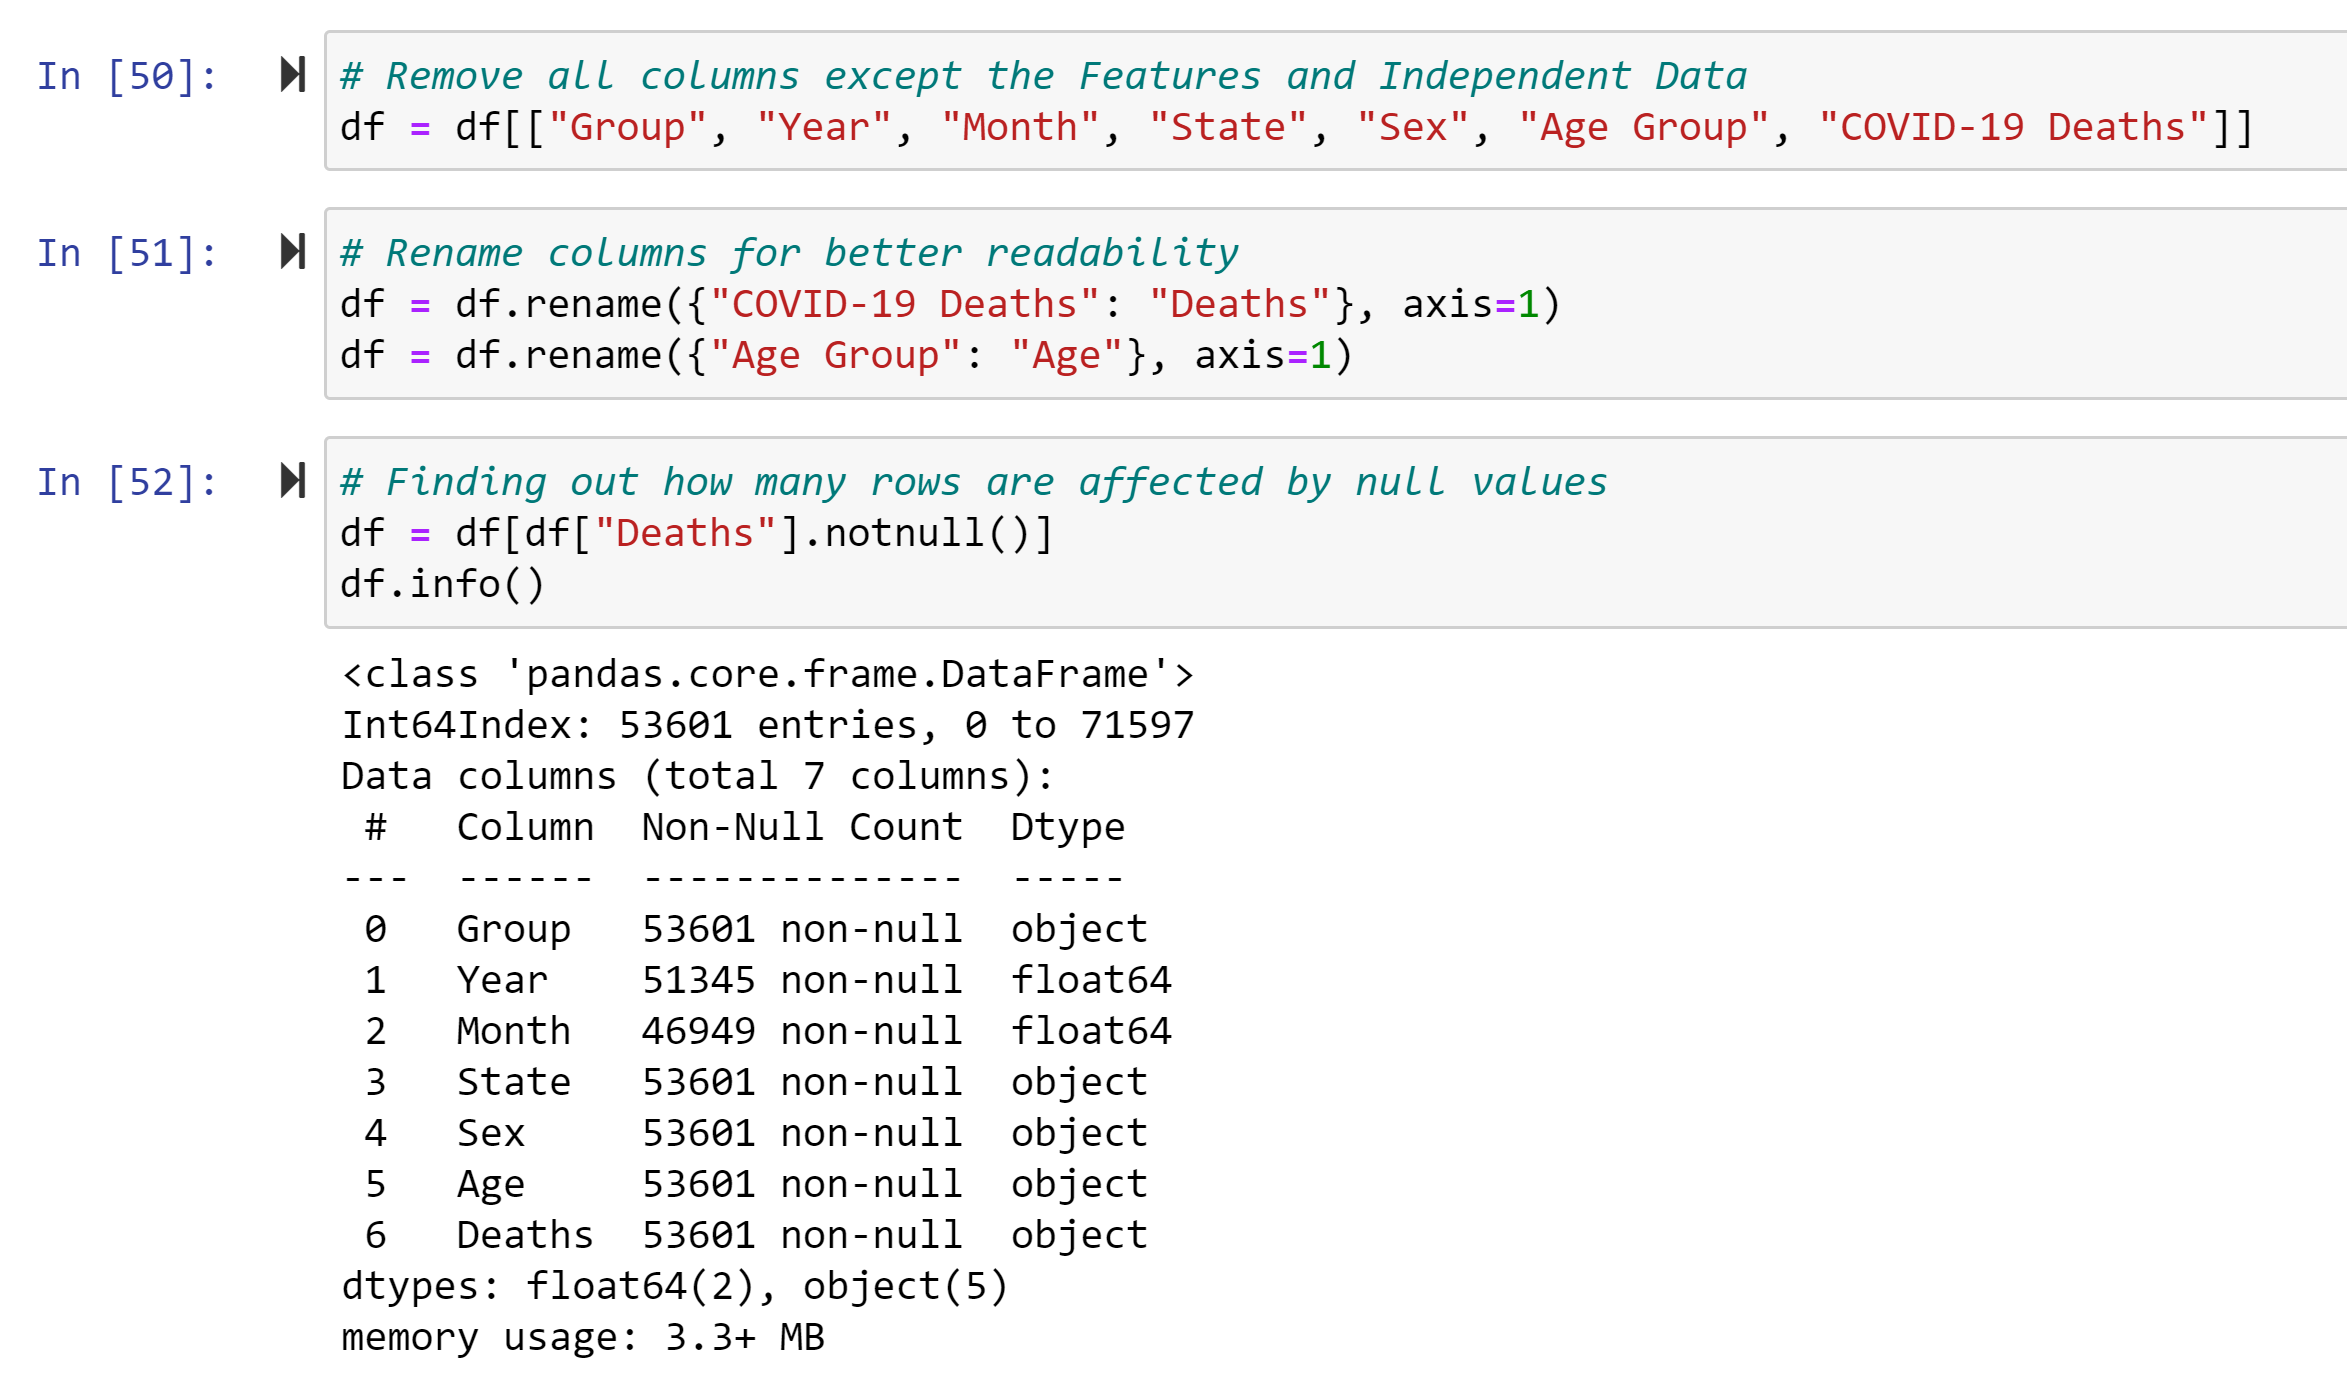 In [50]:
# Remove all columns except the Features and Independent Data
df = df[["Group", "Year", "Month", "State", "Sex", "Age Group", "COVID-19 Deaths"]]
In [51]:
# Rename columns for better readability
df = df.rename({"COVID-19 Deaths": "Deaths"}, axis=1)
df = df.rename({"Age Group": "Age"}, axis=1)
In [52]:
# Finding out how many rows are affected by null values
df = df[df["Deaths"].notnull()]
df.info()
<class 'pandas.core.frame.DataFrame'>
Int64Index: 53601 entries, 0 to 71597
Data columns (total 7 columns):
 #   Column   Non-Null Count  Dtype
---  ------   --------------  -----
 0   Group    53601 non-null  object
 1   Year     51345 non-null  float64
 2   Month    46949 non-null  float64
 3   State    53601 non-null  object
 4   Sex      53601 non-null  object
 5   Age      53601 non-null  object
 6   Deaths   53601 non-null  object
dtypes: float64(2), object(5)
memory usage: 3.3+ MB